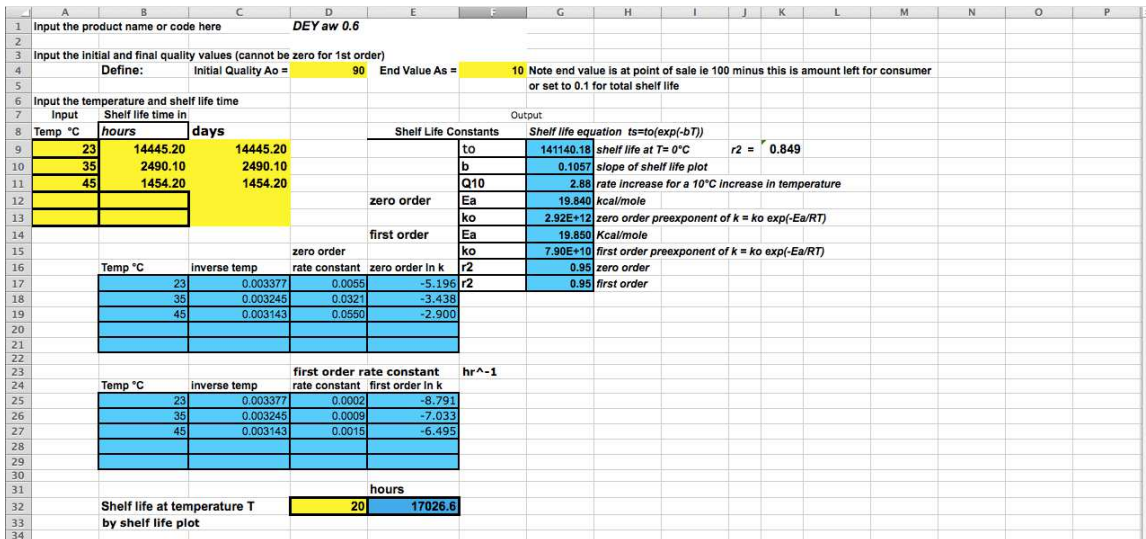 A B C D E F G H I J K L M N O P
1 Input the product name or code here DEY aw 0.6
2
3 Input the initial and final quality values (cannot be zero for 1st order)
4 Define: Initial Quality Ao = 90 End Value As = 10 Note end value is at point of sale ie 100 minus this is amount left for consumer
5 or set to 0.1 for total shelf life
6 Input the temperature and shelf life time
7 Input Shelf life time in Output
8 Temp °C hours days Shelf Life Constants Shelf life equation ts=to(exp(-bT))
9 23 14445.20 14445.20 to 141140.18 shelf life at T= 0°C r2 = 0.849
10 35 2490.10 2490.10 b 0.1057 slope of shelf life plot
11 45 1454.20 1454.20 Q10 2.88 rate increase for a 10°C increase in temperature
12 zero order Ea 19.840 kcal/mole
13 ko 2.92E+12 zero order preexponent of k = ko exp(-Ea/RT)
14 first order Ea 19.850 Kcal/mole
15 zero order ko 7.90E+10 first order preexponent of k = ko exp(-Ea/RT)
16 Temp °C inverse temp rate constant zero order ln k r2 0.95 zero order
17 23 0.003377 0.0055 -5.196 r2 0.95 first order
18 35 0.003245 0.0321 -3.438
19 45 0.003143 0.0550 -2.900
20
21
22
23 first order rate constant hr^-1
24 Temp °C inverse temp rate constant first order ln k
25 23 0.003377 0.0002 -8.791
26 35 0.003245 0.0009 -7.033
27 45 0.003143 0.0015 -6.495
28
29
30
31 hours
32 Shelf life at temperature T 20 17026.6
33 by shelf life plot
34